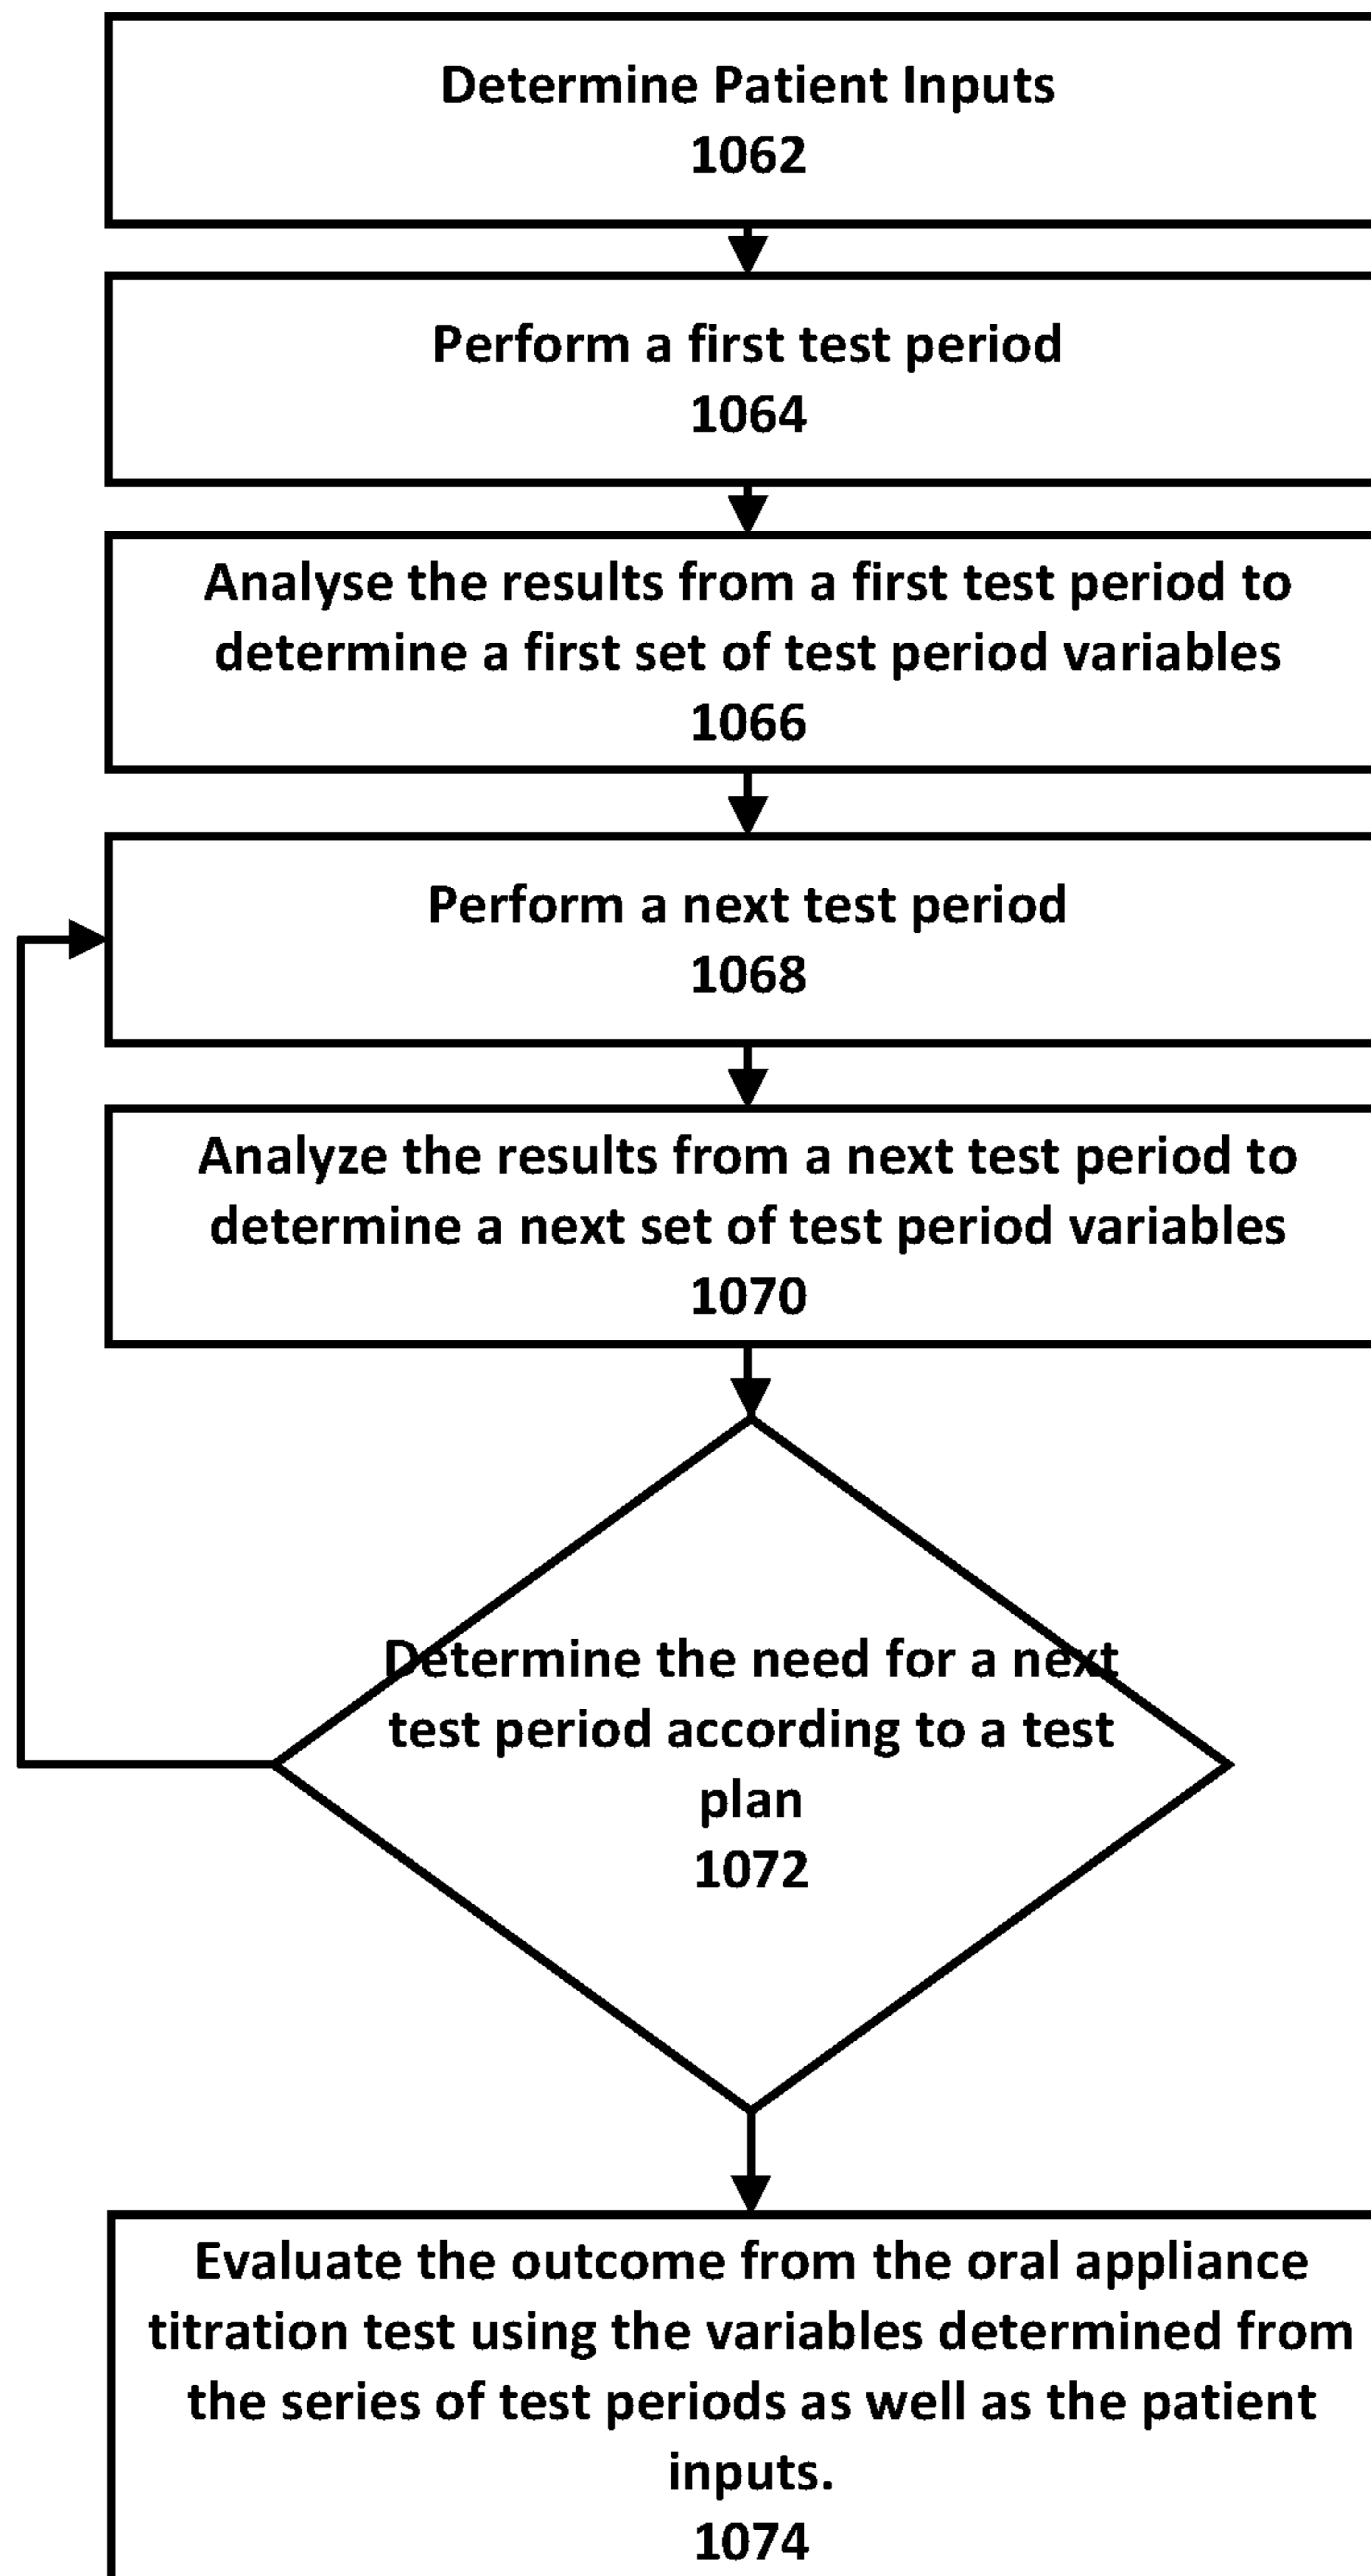 Determine Patient Inputs
1062
Perform a first test period
1064
Analyse the results from a first test period to
determine a first set of test period variables
1066
Perform a next test period
1068
Analyze the results from a next test period to
determine a next set of test period variables
1070
Determine the need for a next
test period according to a test
plan
1072
Evaluate the outcome from the oral appliance
titration test using the variables determined from
the series of test periods as well as the patient
inputs.
1074